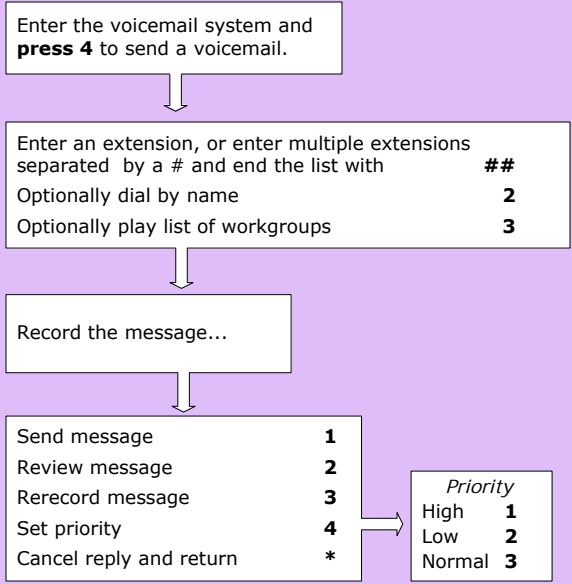 Enter the voicemail system and
press 4 to send a voicemail.
Enter an extension, or enter multiple extensions
separated by a # and end the list with ##
Optionally dial by name 2
Optionally play list of workgroups 3
Record the message...
Send message 1
Review message 2
Rerecord message 3
Set priority 4
Cancel reply and return *
Priority
High 1
Low 2
Normal 3